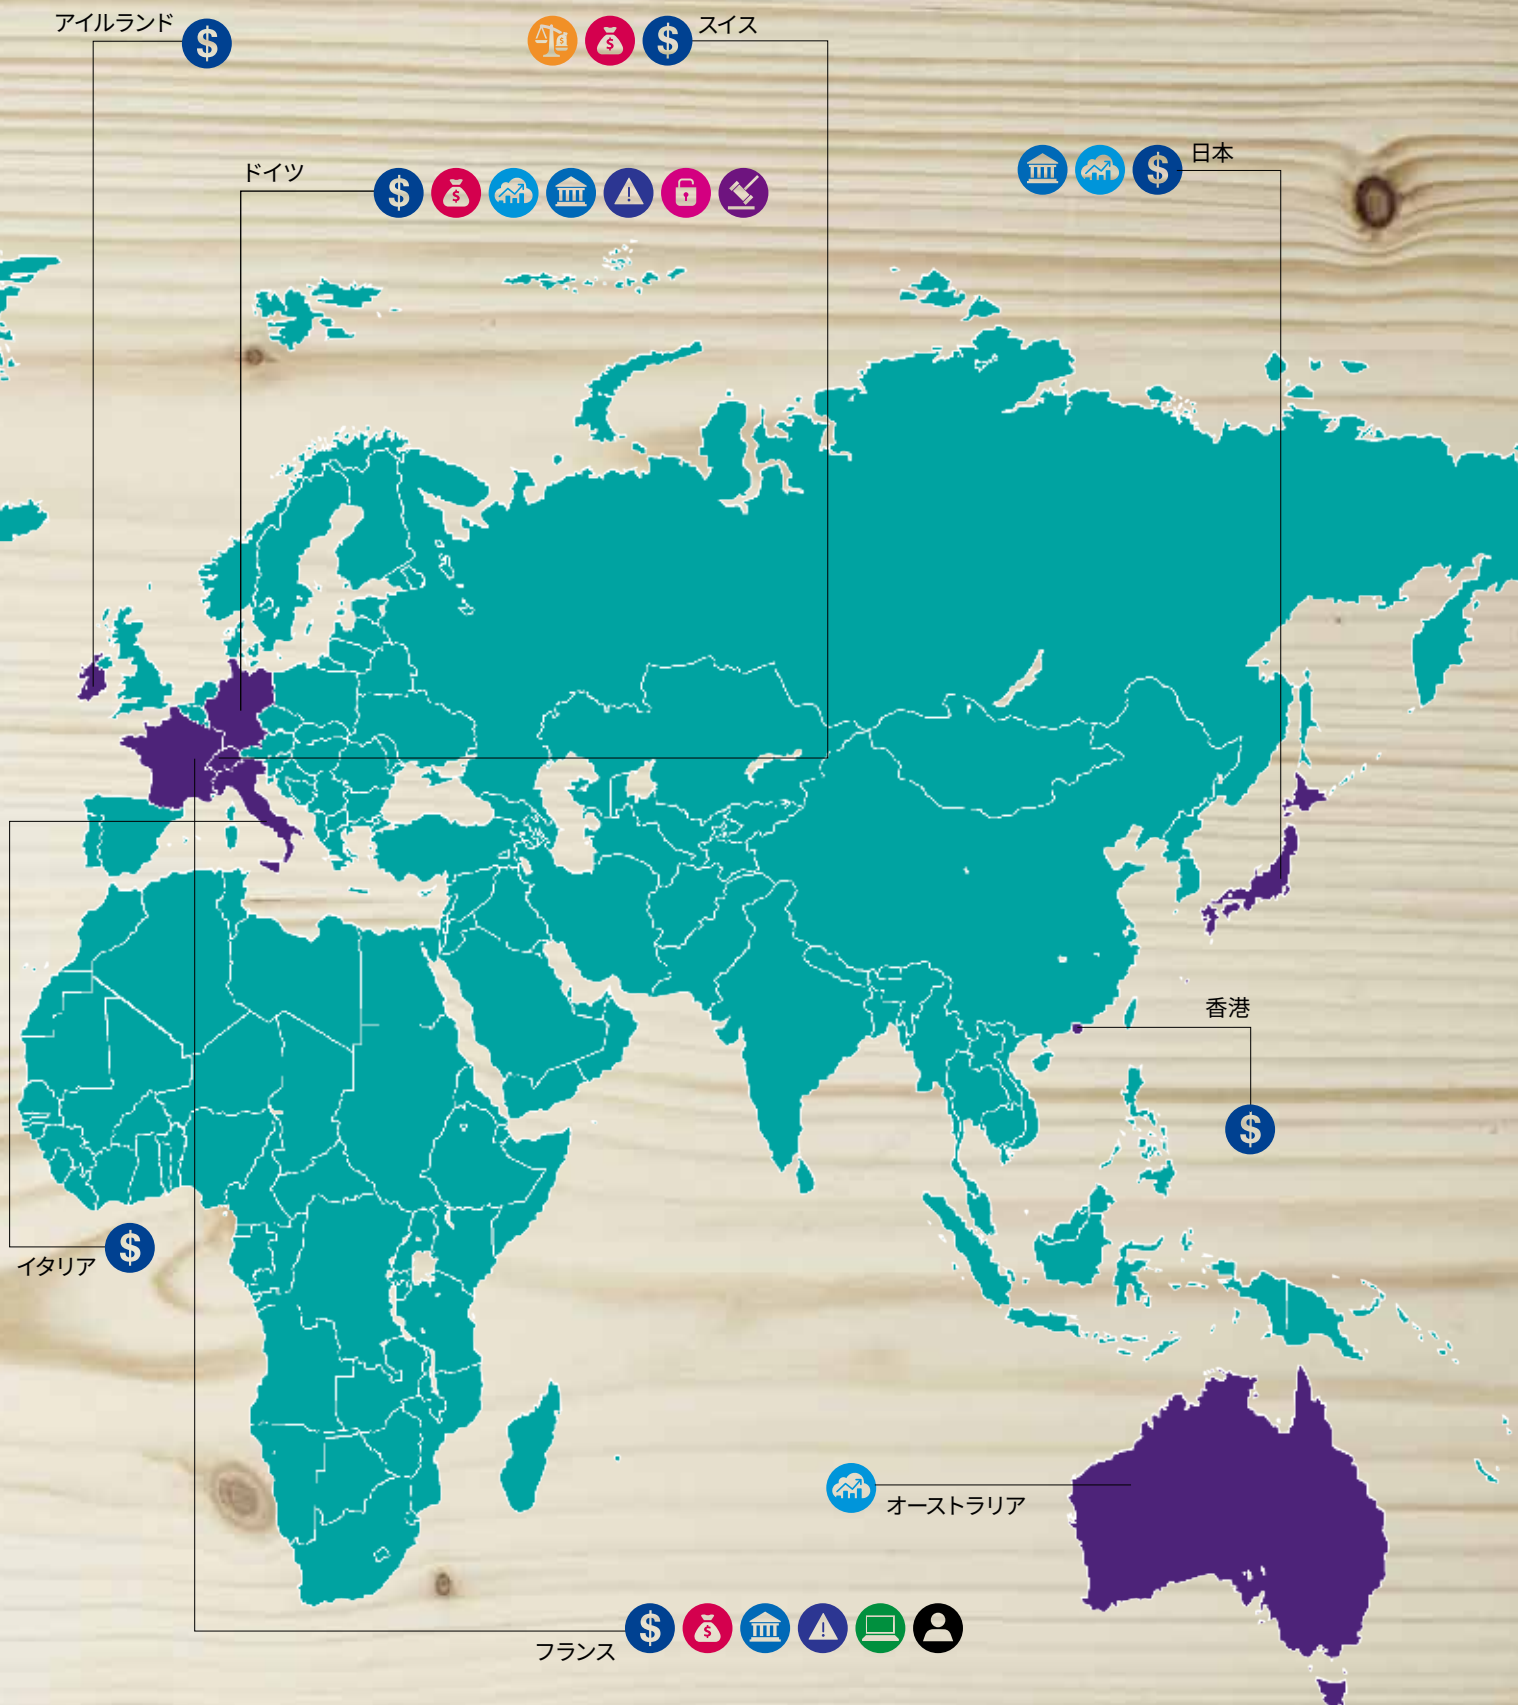 アイルランド
スイス
ドイツ
日本
香港
イタリア
オーストラリア
フランス